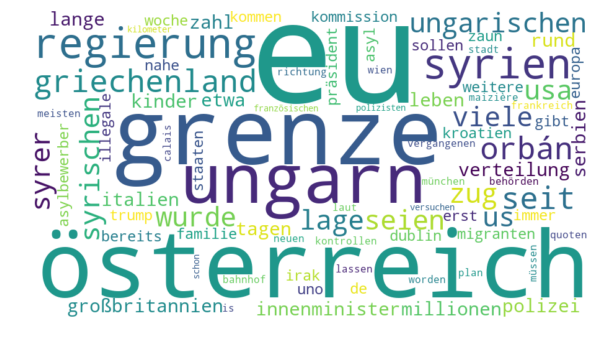 lange woche zahl kommen kommission ungarischen
kilometer
regierung eu zaun rund
nahe asyl präsident sollen syrien europa
griechenland richtung stadt wien weitere usa
kinder etwa französischen polizisten leben maizière frankreich
meisten illegale grenze viele gibt
asylbewerber calais staaten vergangenen kroatien orbán serbien
syrer syrischen behörden
italien ungarn münchen verteilung
trump wurde zug seit
tagen lage seien laut versuchen us erst immer
bereits familie neuen kontrollen dublin migranten quoten
österreich
schon bahnhof irak lassen worden plan müssen
uno de
großbritannien is innenminister millionen polizei